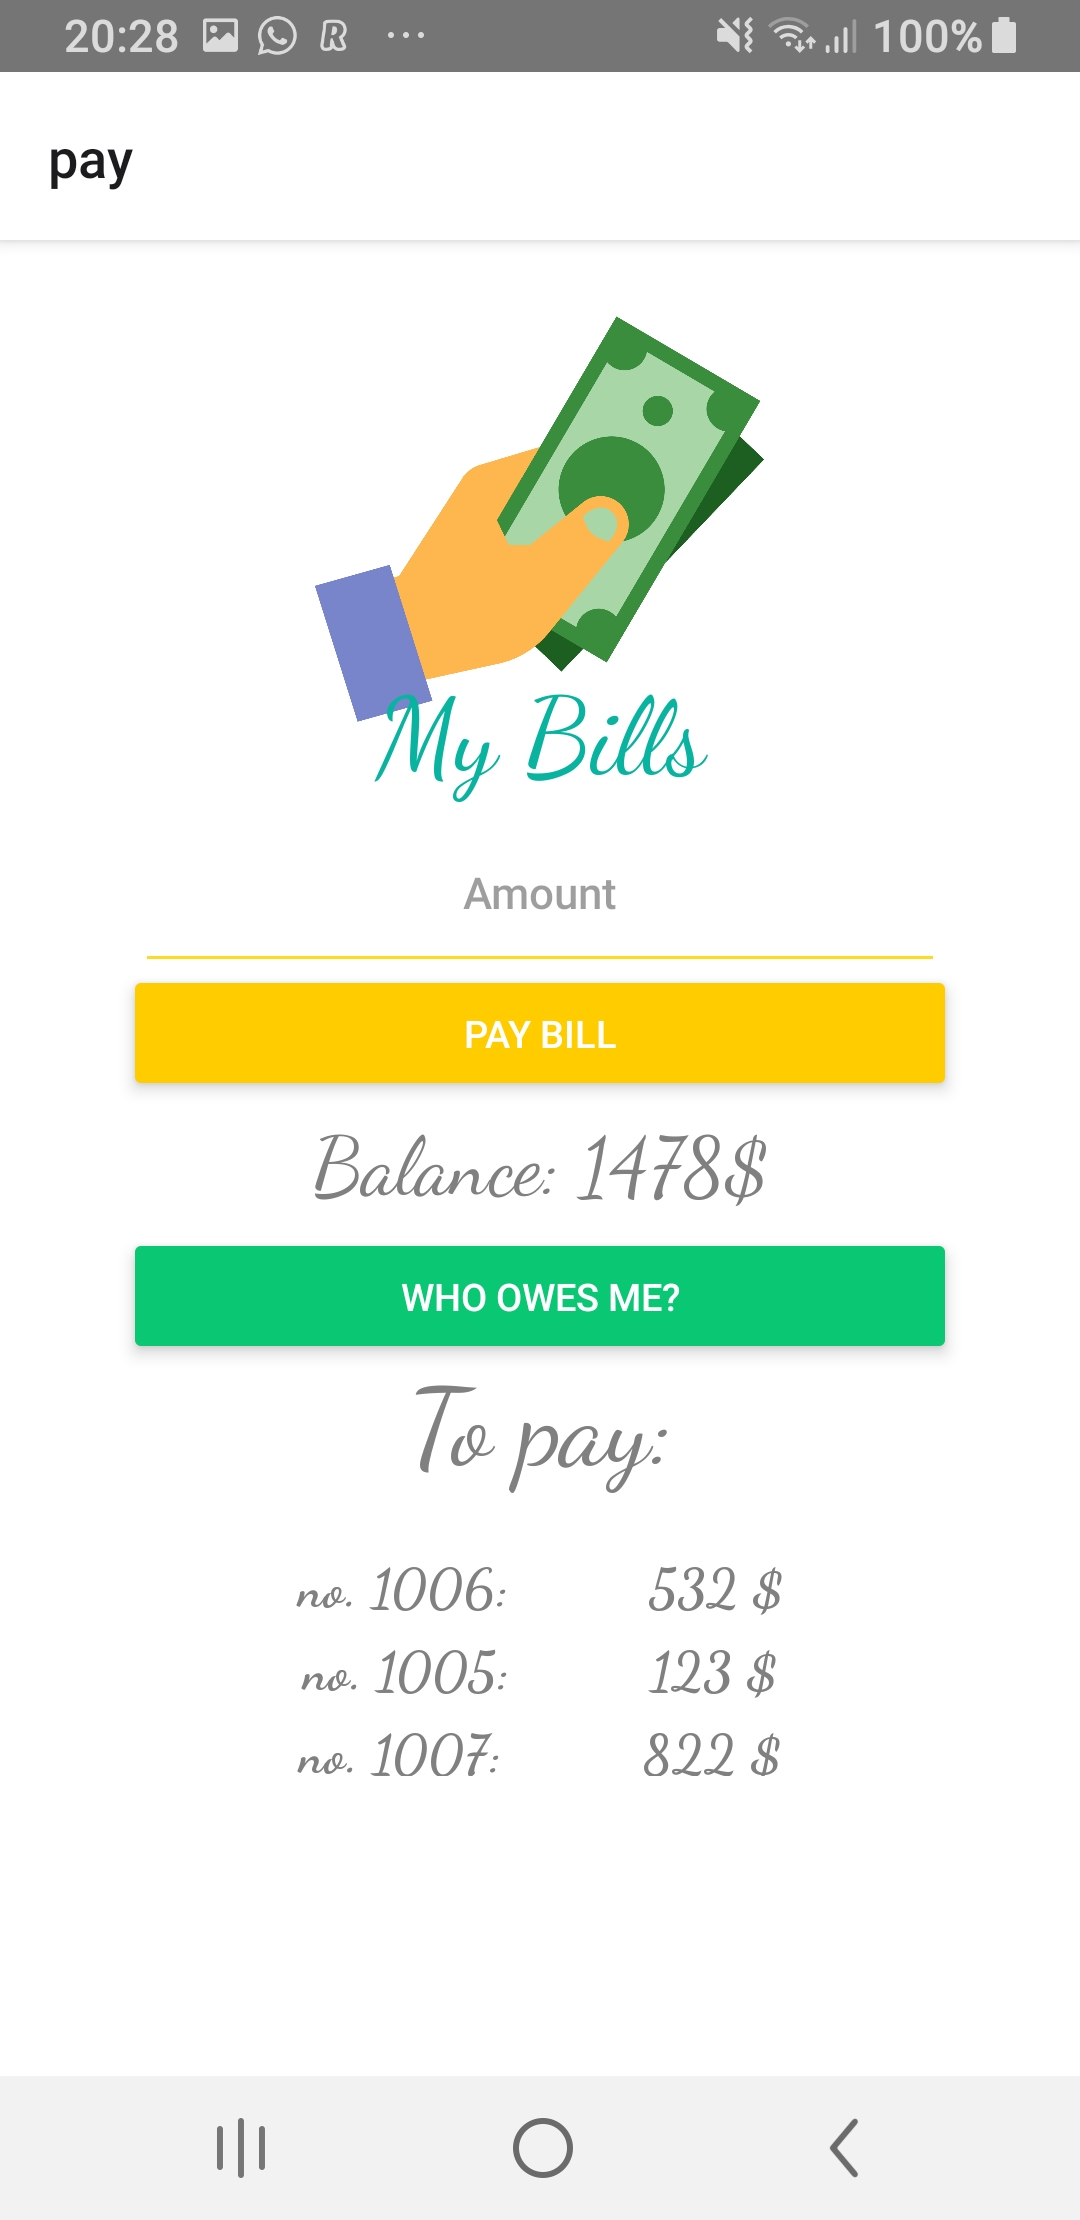 20:28 R ... 100%
pay
My Bills
Amount
PAY BILL
Balance: 1478$
WHO OWES ME?
To pay:
no. 1006: 532 $
no. 1005: 123 $
no. 1007: 822 $